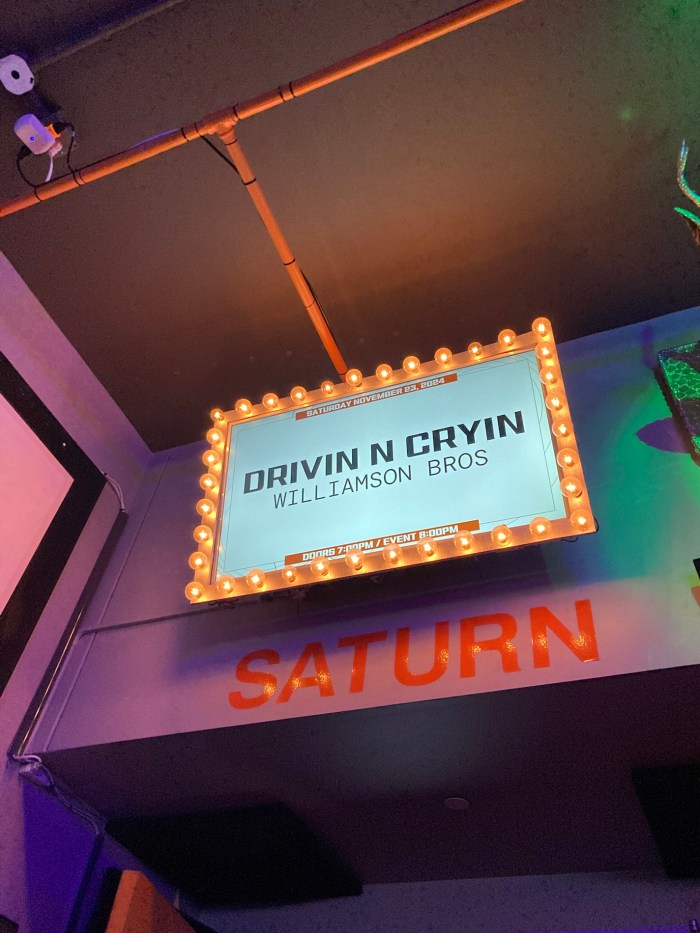 SATURDAY NOVEMBER 23, 2024
DRIVIN N CRYIN
WILLIAMSON BROS
DOORS 7:00PM / EVENT 8:00PM
SATURN